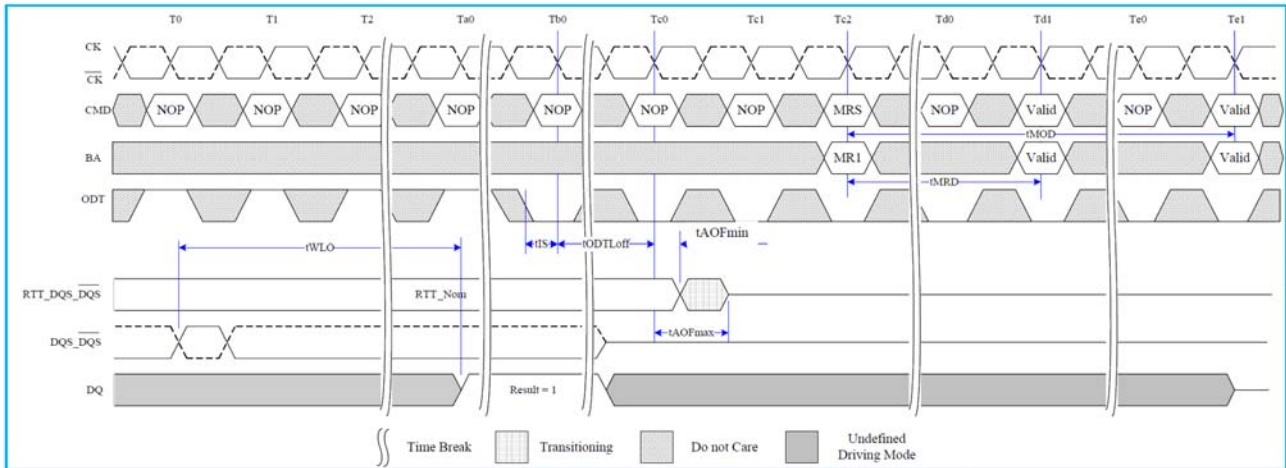 T0 T1 T2 Ta0 Tb0 Tc0 Tc1 Tc2 Td0 Td1 Te0 Te1
CK
CK
CMD NOP NOP NOP NOP NOP NOP NOP MRS NOP Valid NOP Valid
tMOD
BA MR1 Valid Valid
tMRD
ODT
tWLO tIS tODTLoff tAOFmin
RTT_DQS_DQS RTT_Nom
tAOFmax
DQS_DQS
DQ Result = 1
Time Break Transitioning Do not Care Undefined
Driving Mode